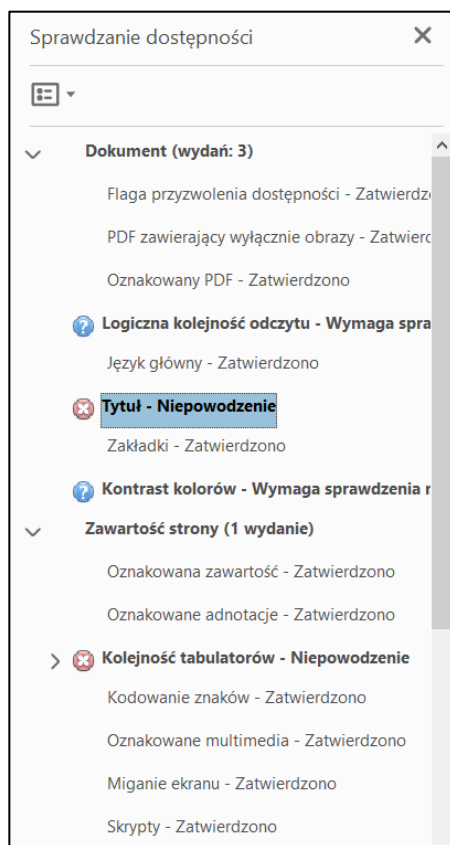 Sprawdzanie dostępności
Dokument (wydań: 3)
Flaga przyzwolenia dostępności - Zatwierdz
PDF zawierający wyłącznie obrazy - Zatwierd
Oznakowany PDF - Zatwierdzono
Logiczna kolejność odczytu - Wymaga spra
Język główny - Zatwierdzono
Tytuł - Niepowodzenie
Zakładki - Zatwierdzono
Kontrast kolorów - Wymaga sprawdzenia
Zawartość strony (1 wydanie)
Oznakowana zawartość - Zatwierdzono
Oznakowane adnotacje - Zatwierdzono
Kolejność tabulatorów - Niepowodzenie
Kodowanie znaków - Zatwierdzono
Oznakowane multimedia - Zatwierdzono
Miganie ekranu - Zatwierdzono
Skrypty - Zatwierdzono